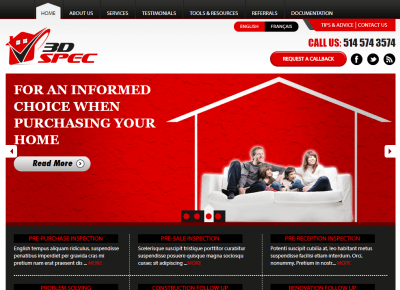 HOME ABOUT US SERVICES TESTIMONIALS TOOLS & RESOURCES REFERRALS DOCUMENTATION
ENGLISH FRANÇAIS TIPS & ADVICE | CONTACT US
3D SPEC
CALL US: 514 574 3574
REQUEST A CALLBACK
FOR AN INFORMED
CHOICE WHEN
PURCHASING YOUR
HOME
Read More
PRE-PURCHASE INSPECTION
English tempus aliquam ridiculus, suspendisse
penatibus imperdiet per gravida cras mi
pretium nam erat praesent dis ... MORE
PRE-SALE INSPECTION
Scelerisque suscipit tristique porttitor curabitur
suspendisse posuere quisque magna sociosqu
cursus sit adipiscing ... MORE
PRE-RECEPTION INSPECTION
Potenti suscipit cubilia at, leo habitant metus
suspendisse facilisi etiam interdum. Orci,
nonummy. Pretium in nostr... MORE
PROBLEM SOLVING CONSTRUCTION FOLLOW UP RENOVATION FOLLOW UP